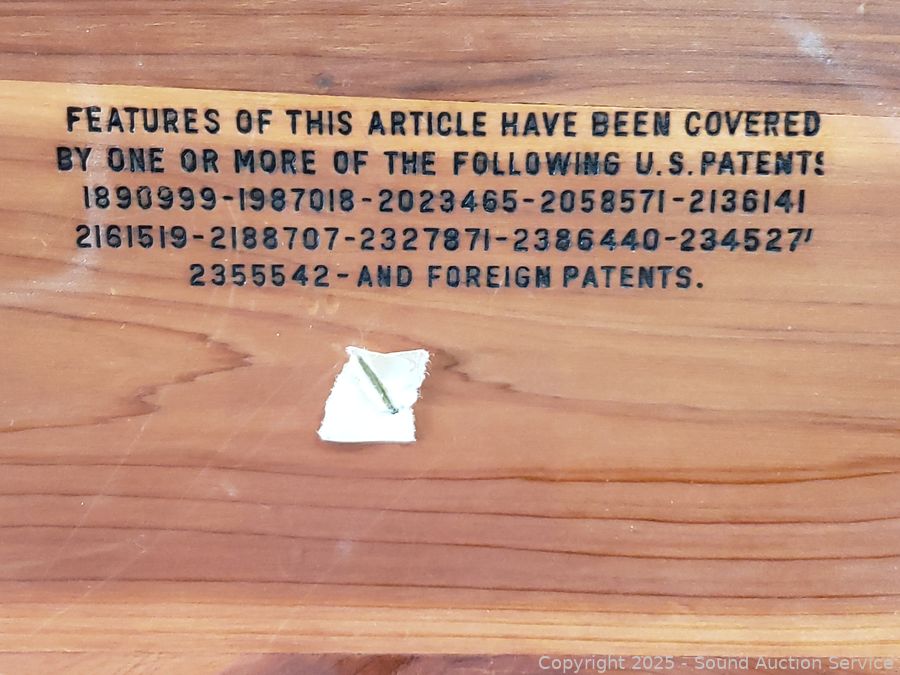 FEATURES OF THIS ARTICLE HAVE BEEN COVERED
BY ONE OR MORE OF THE FOLLOWING U.S. PATENTS
1890999-1987018-2023465-2058571-2136141
2161519-2188707-2327871-2386440-
2355542-AND FOREIGN PATENTS.
Copyright 2025 - Sound Auction Service